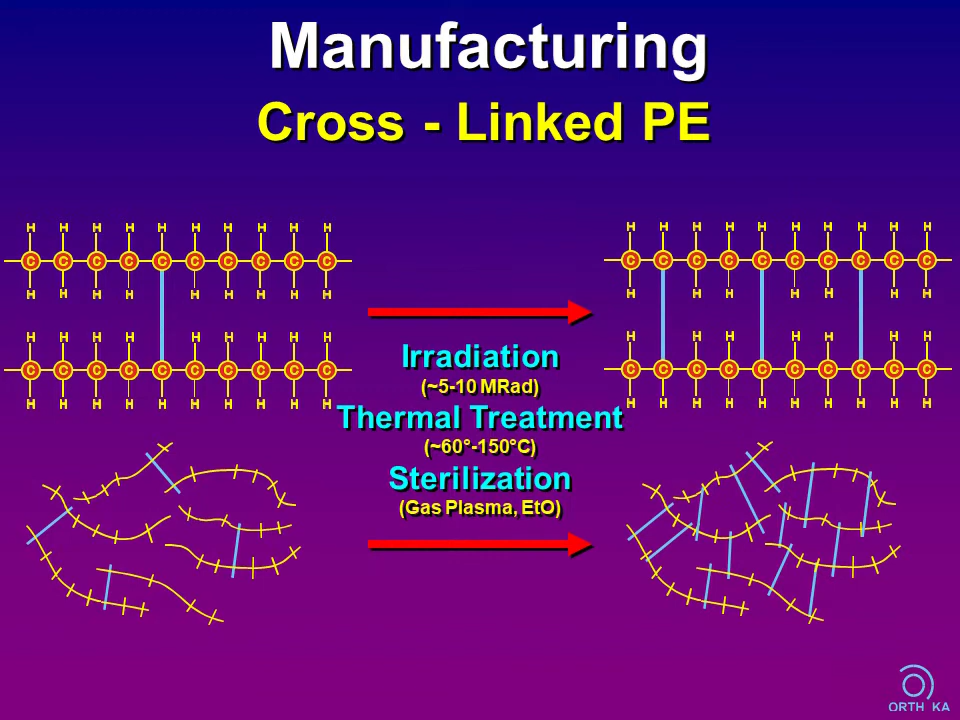 Manufacturing
Cross - Linked PE
H H H H H H H H H H
C C C C C C C C C C
H H H H H H H H H
H H H H H H H H H
C C C C C C C C C C
H H H H H H H H H H
Irradiation
(~5-10 MRad)
Thermal Treatment
(~60°-150°C)
Sterilization
(Gas Plasma, EtO)
H H H H H H H H H H
C C C C C C C C C C
H H H H H H H
H H H H H H H
C C C C C C C C C C
H H H H H H H H H H
ORTH KA